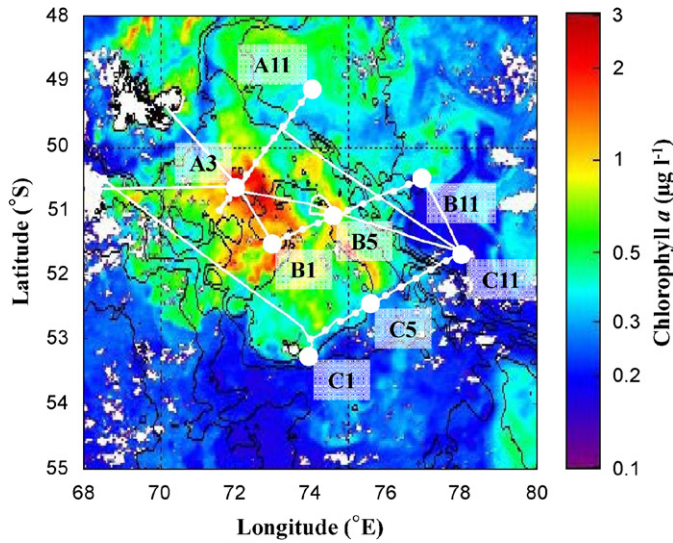 48
49
50
51
52
53
54
55
Latitude (°S)
68
70
72
74
76
78
80
Longitude (°E)
A11
A3
B11
B5
B1
C11
C5
C1
3
2
1
0.5
0.3
0.2
0.1
Chlorophyll a (µg l⁻¹)